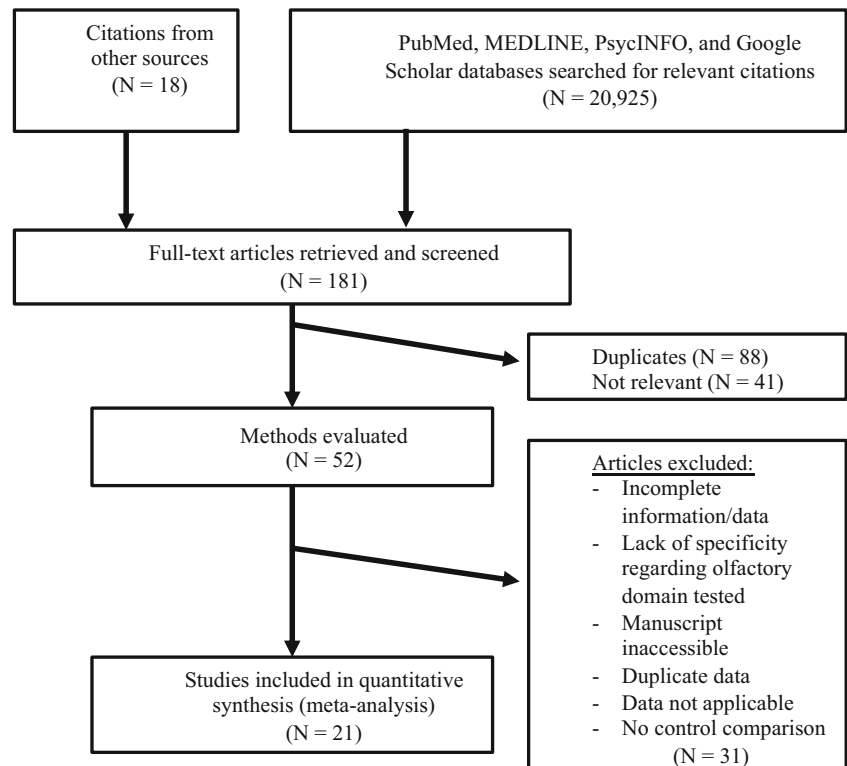 Citations from
other sources
(N = 18)
PubMed, MEDLINE, PsycINFO, and Google
Scholar databases searched for relevant citations
(N = 20,925)
Full-text articles retrieved and screened
(N = 181)
Duplicates (N = 88)
Not relevant (N = 41)
Methods evaluated
(N = 52)
Articles excluded:
- Incomplete
information/data
- Lack of specificity
regarding olfactory
domain tested
- Manuscript
inaccessible
- Duplicate data
- Data not applicable
- No control comparison
(N = 31)
Studies included in quantitative
synthesis (meta-analysis)
(N = 21)